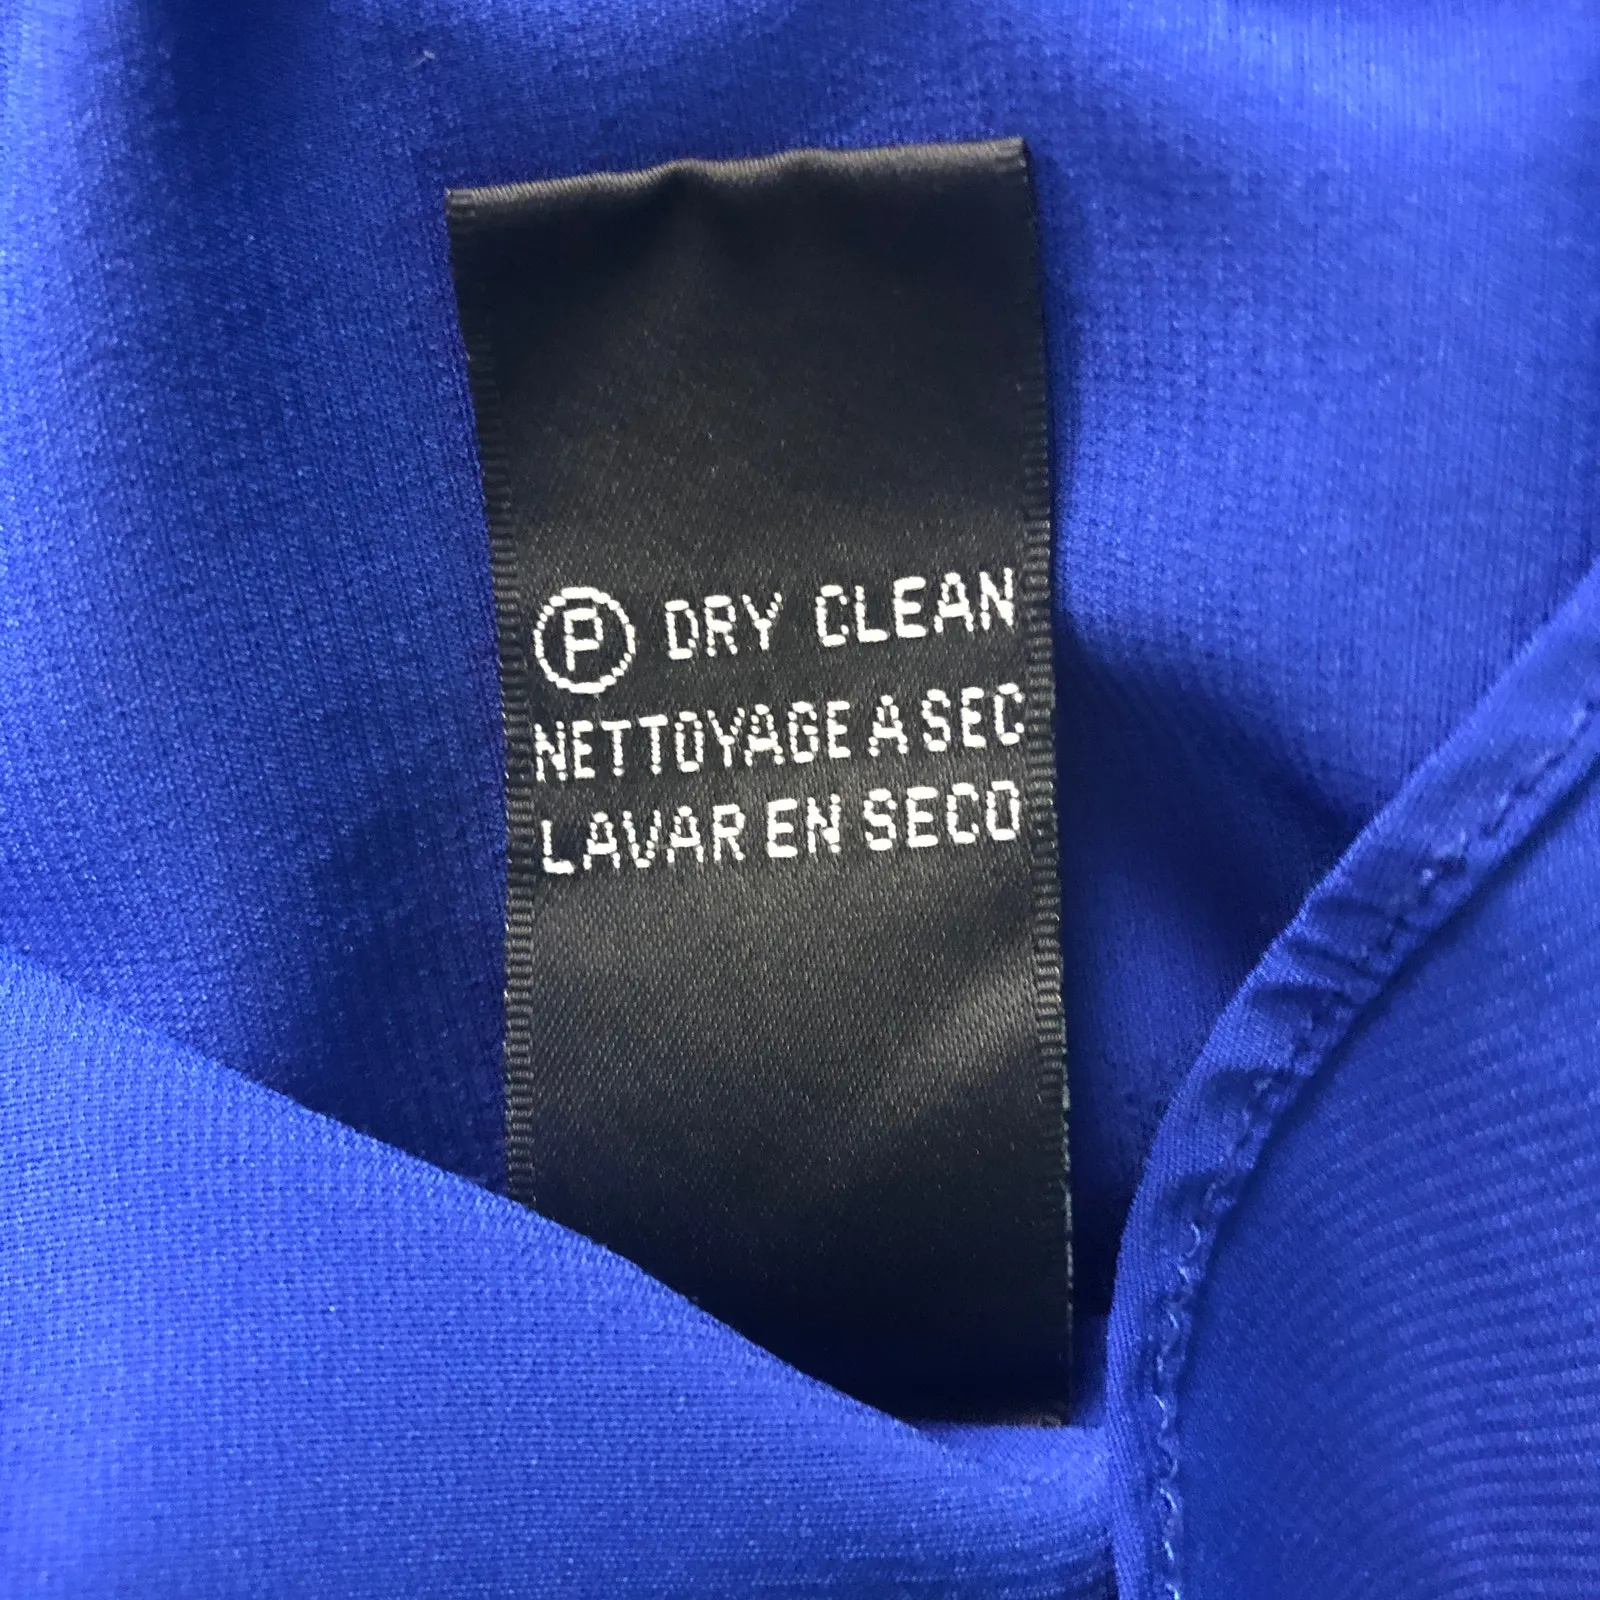 Ⓟ DRY CLEAN
NETTOYAGE A SEC
LAVAR EN SECO